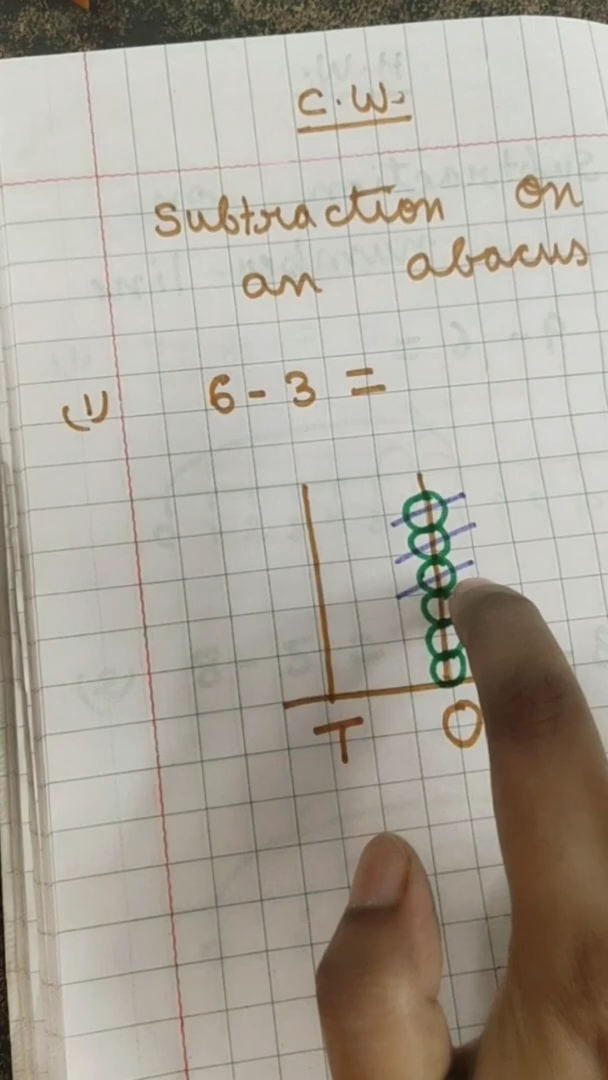 C.W.
Subtraction on
an abacus
(1) 6 - 3 =
T O